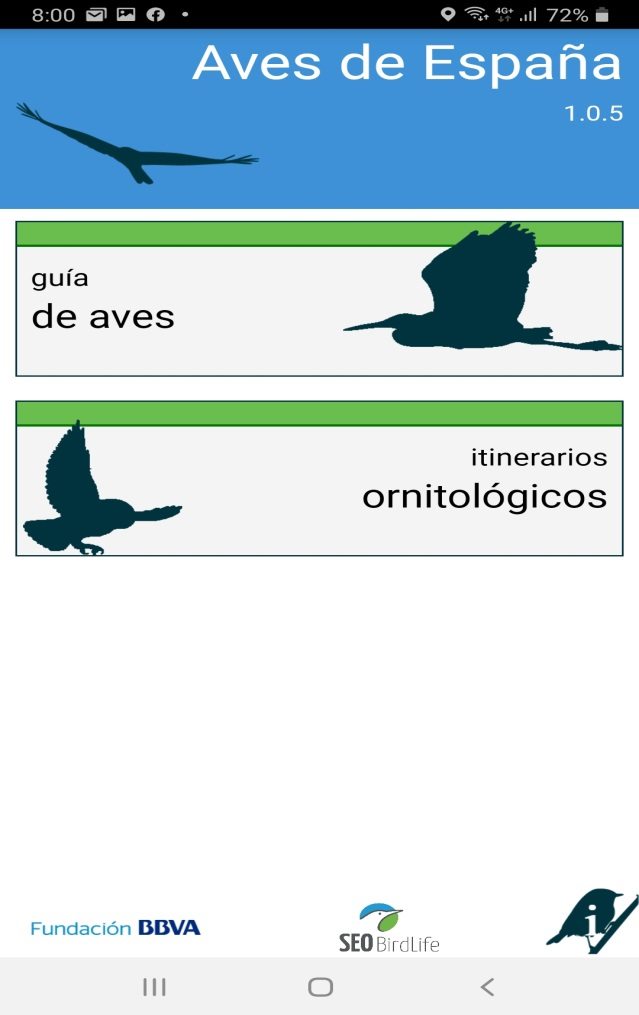 8:00 4G+ 72%
Aves de España
1.0.5
guía
de aves
itinerarios
ornitológicos
Fundación BBVA
SEO BirdLife
i